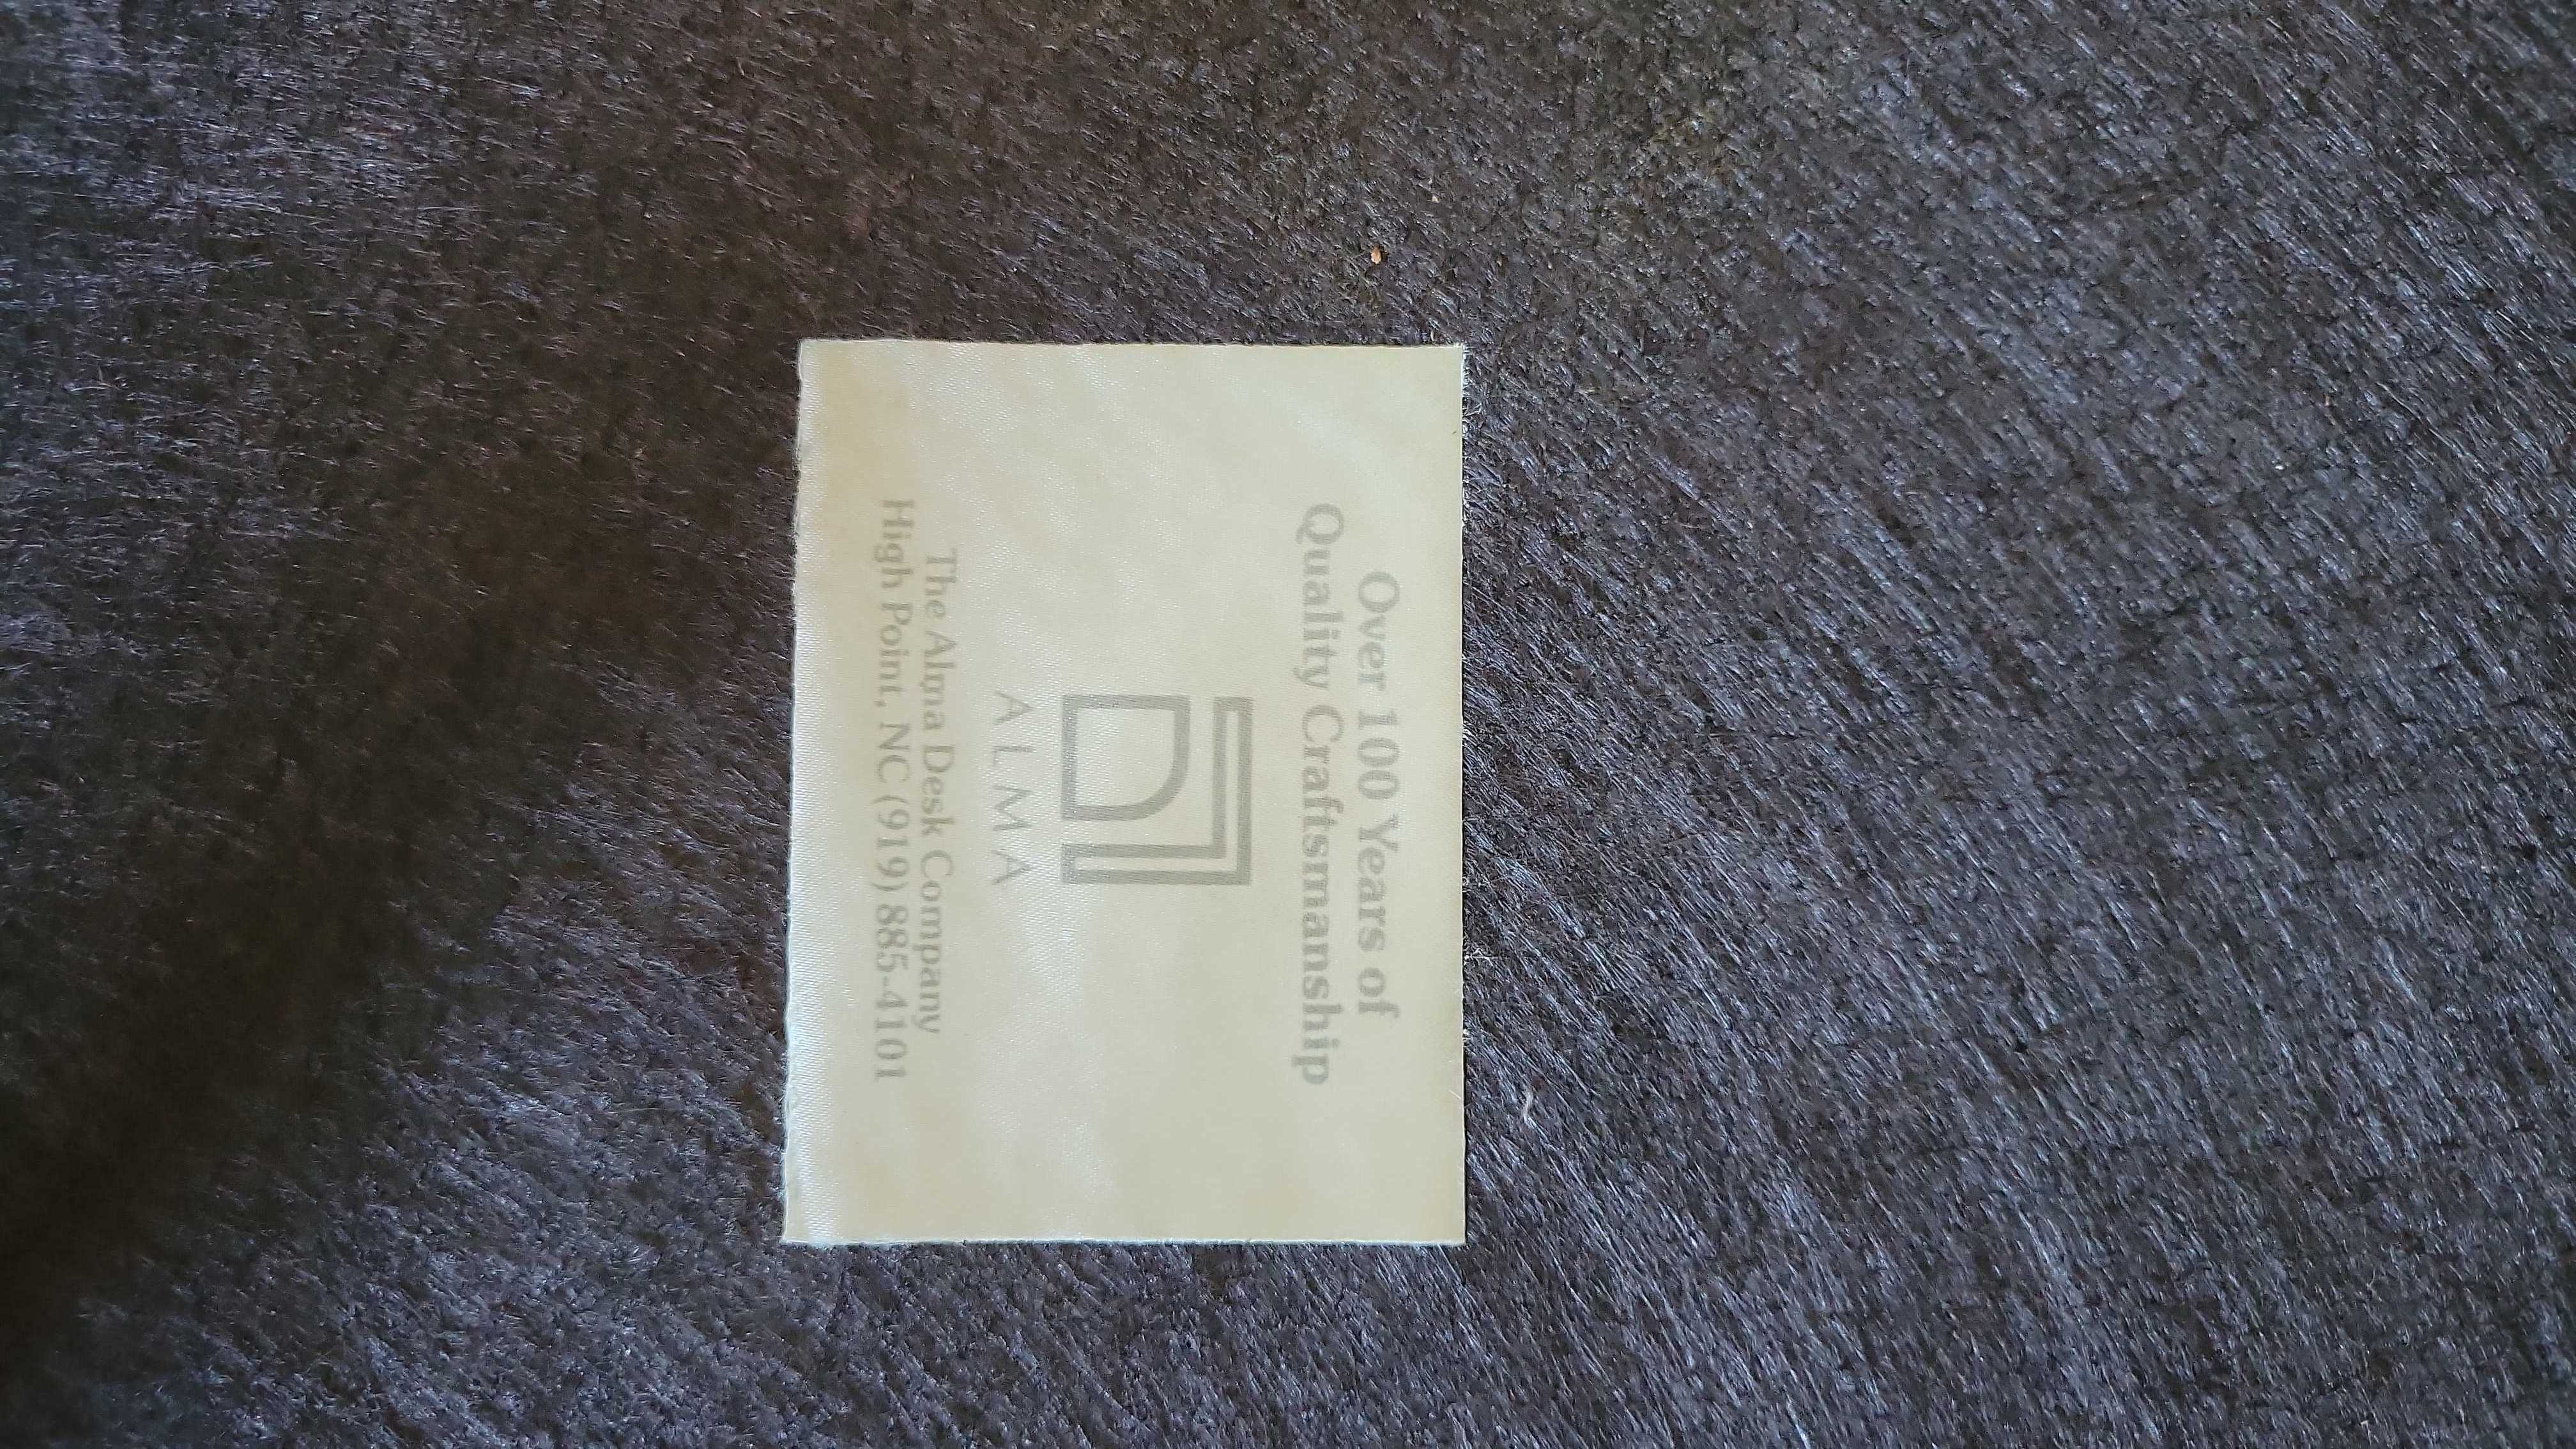 Over 100 Years of
Quality Craftsmanship
ALMA
The Alma Desk Company
High Point, NC (919) 885-4101